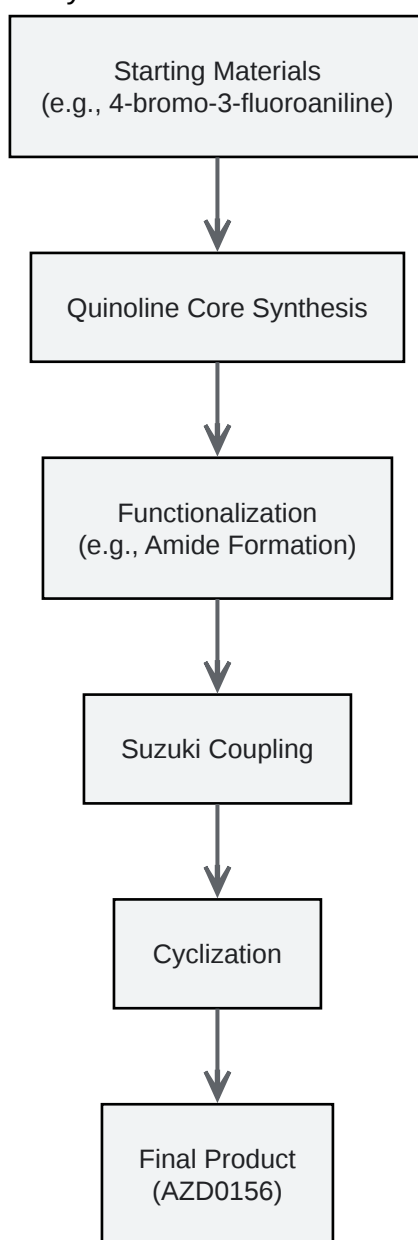 Starting Materials
(e.g., 4-bromo-3-fluoroaniline)
Quinoline Core Synthesis
Functionalization
(e.g., Amide Formation)
Suzuki Coupling
Cyclization
Final Product
(AZD0156)